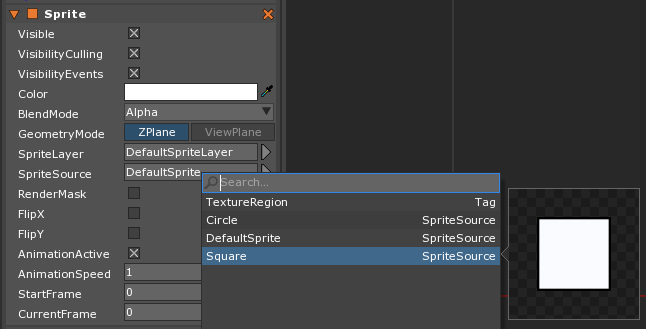 Sprite
Visible
VisibilityCulling
VisibilityEvents
Color
BlendMode Alpha
GeometryMode ZPlane ViewPlane
SpriteLayer DefaultSpriteLayer
SpriteSource DefaultSprite
Search...
RenderMask TextureRegion Tag
FlipX Circle SpriteSource
FlipY DefaultSprite SpriteSource
AnimationActive Square SpriteSource
AnimationSpeed 1
StartFrame 0
CurrentFrame 0